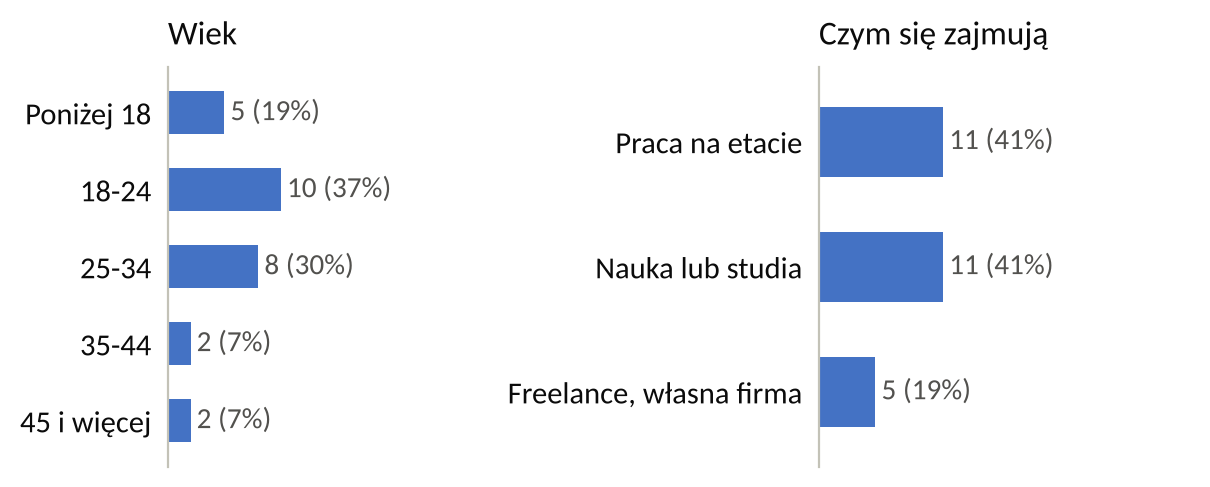 Wiek
Poniżej 18 5 (19%)
18-24 10 (37%)
25-34 8 (30%)
35-44 2 (7%)
45 i więcej 2 (7%)
Czym się zajmują
Praca na etacie 11 (41%)
Nauka lub studia 11 (41%)
Freelance, własna firma 5 (19%)